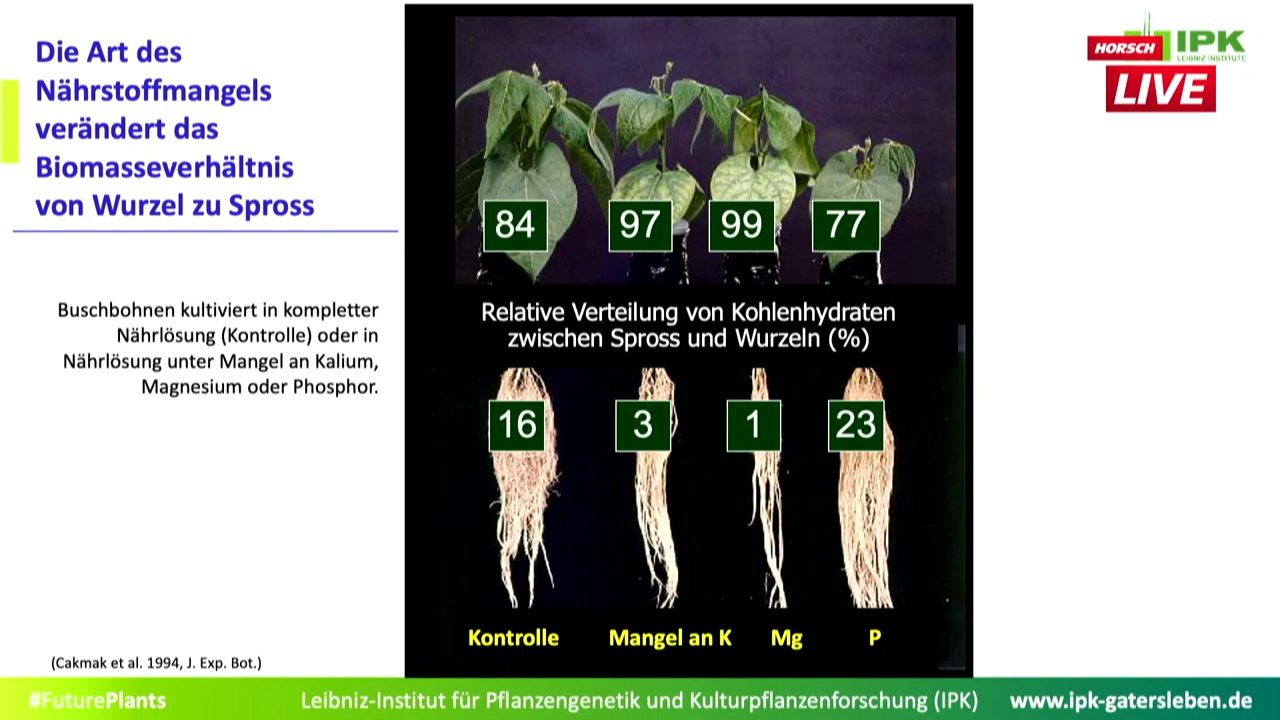 Die Art des
Nährstoffmangels
verändert das
Biomasseverhältnis
von Wurzel zu Spross
Buschbohnen kultiviert in kompletter
Nährlösung (Kontrolle) oder in
Nährlösung unter Mangel an Kalium,
Magnesium oder Phosphor.
(Cakmak et al. 1994, J. Exp. Bot.)
84 97 99 77
Relative Verteilung von Kohlenhydraten
zwischen Spross und Wurzeln (%)
16 3 1 23
Kontrolle Mangel an K Mg P
HORSCH IPK
LEIBNIZ INSTITUTE
LIVE
#FuturePlants Leibniz-Institut für Pflanzengenetik und Kulturpflanzenforschung (IPK) www.ipk-gatersleben.de